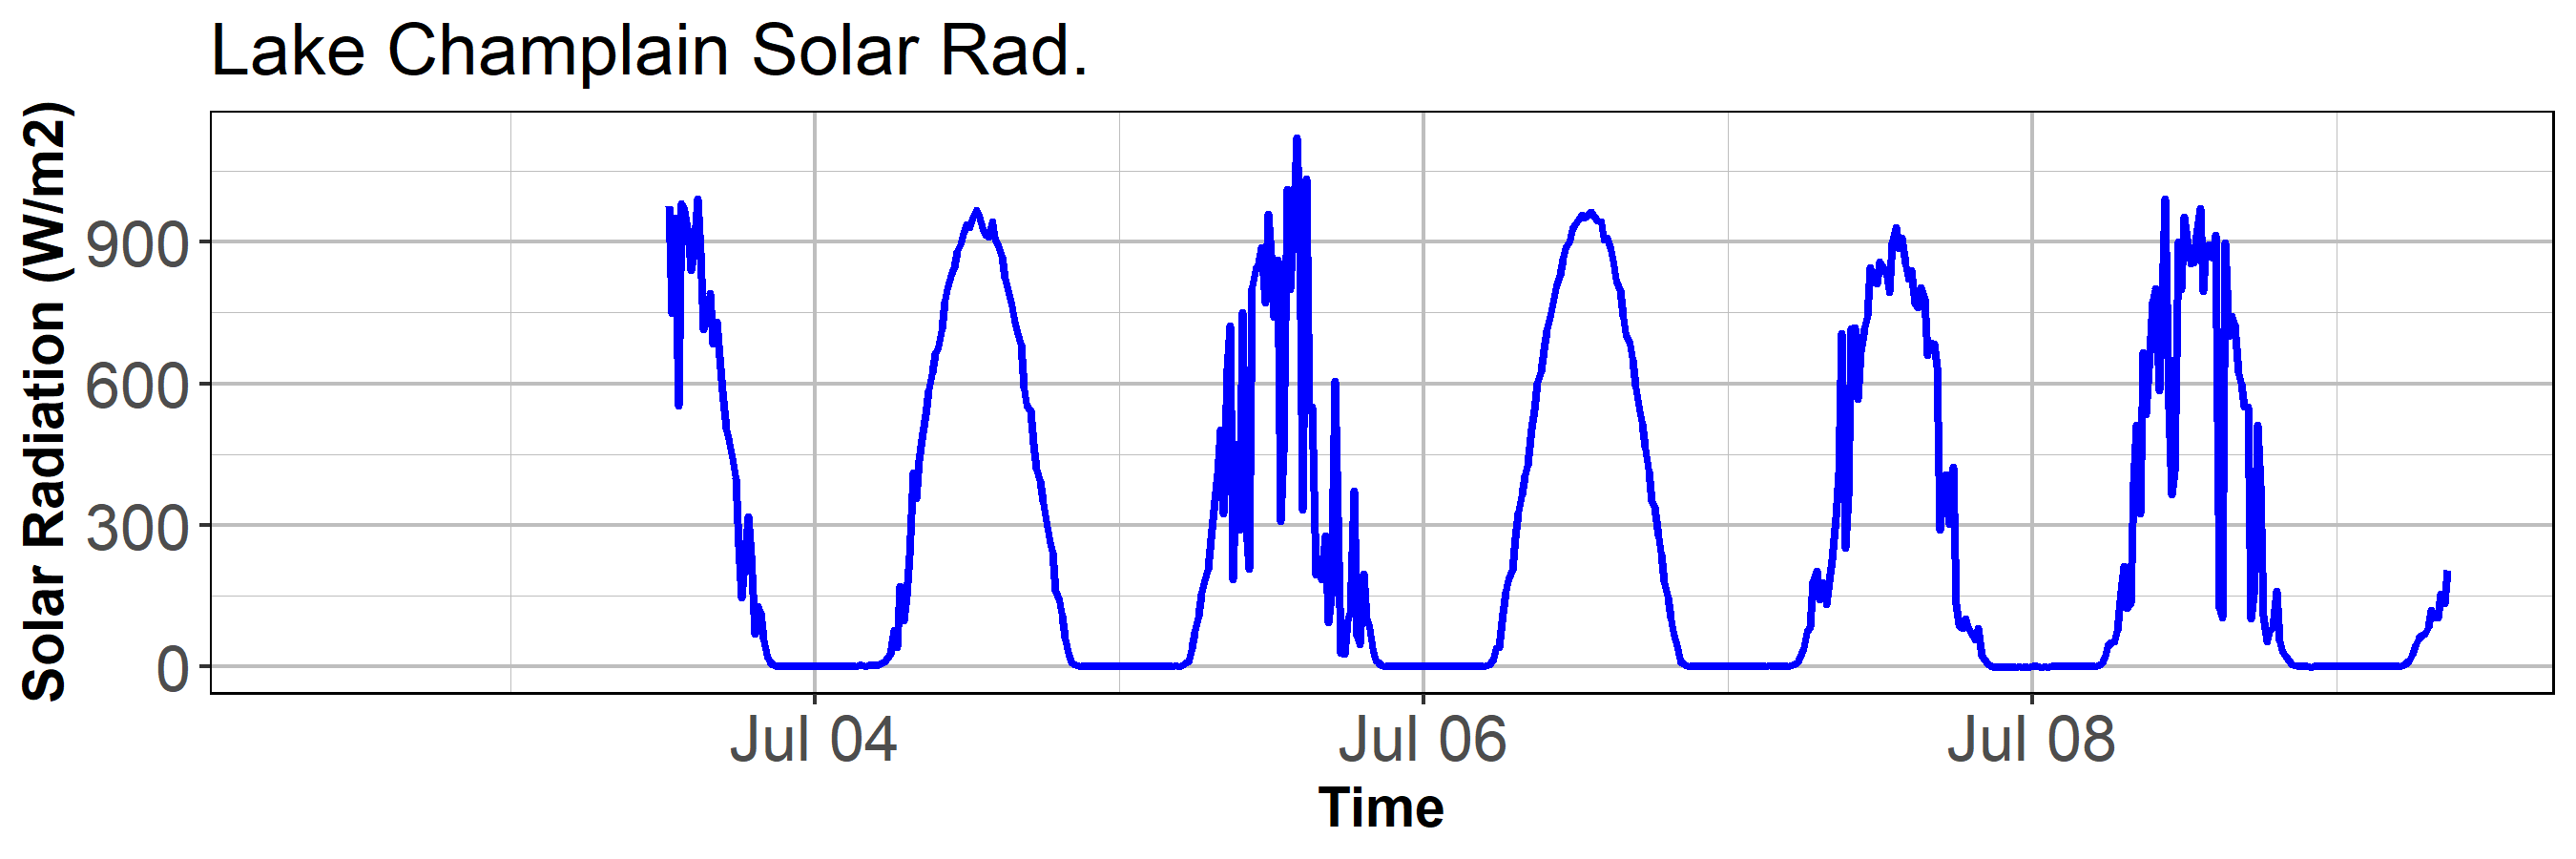 Lake Champlain Solar Rad.
Solar Radiation (W/m2)
900
600
300
0
Jul 04 Jul 06 Jul 08
Time